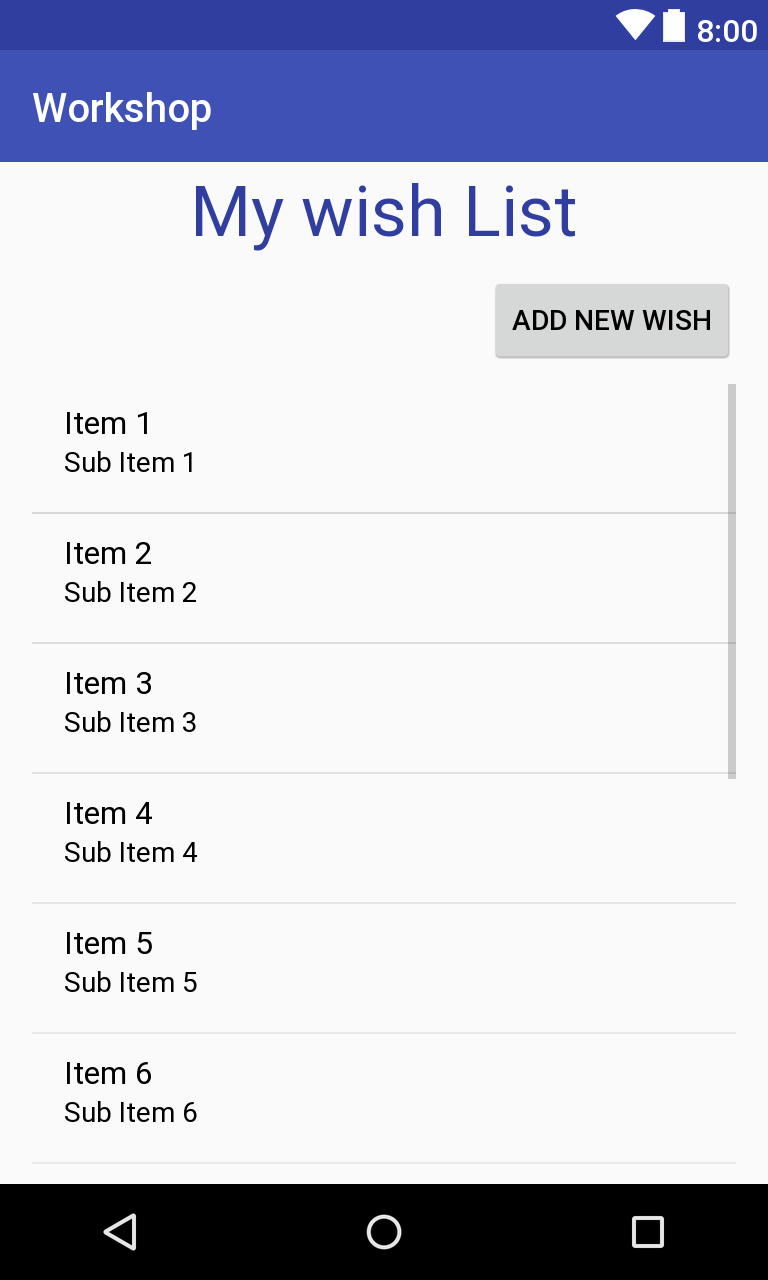 8:00
Workshop
My wish List
ADD NEW WISH
Item 1
Sub Item 1
Item 2
Sub Item 2
Item 3
Sub Item 3
Item 4
Sub Item 4
Item 5
Sub Item 5
Item 6
Sub Item 6